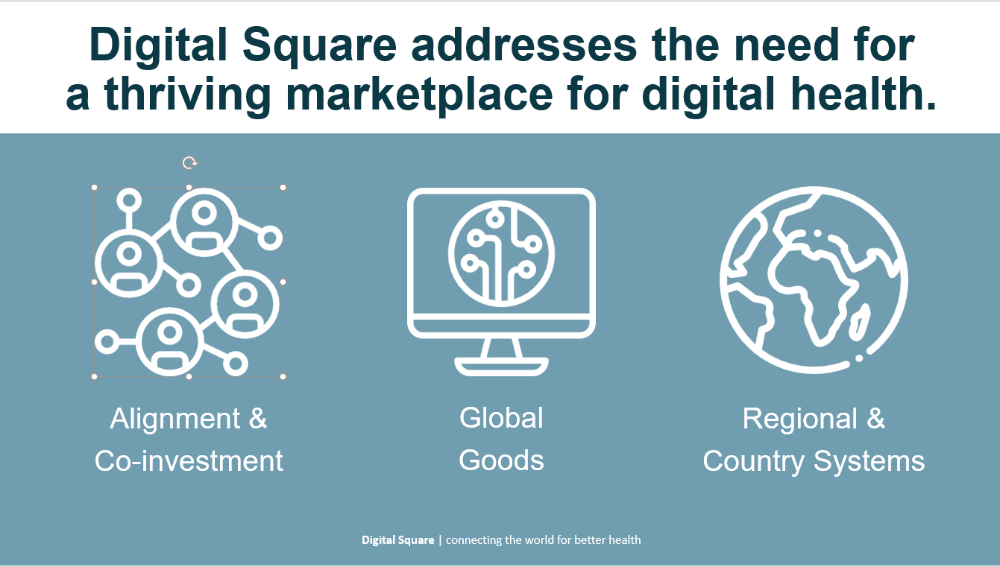 Digital Square addresses the need for
a thriving marketplace for digital health.
Alignment &
Co-investment
Global
Goods
Regional &
Country Systems
Digital Square | connecting the world for better health